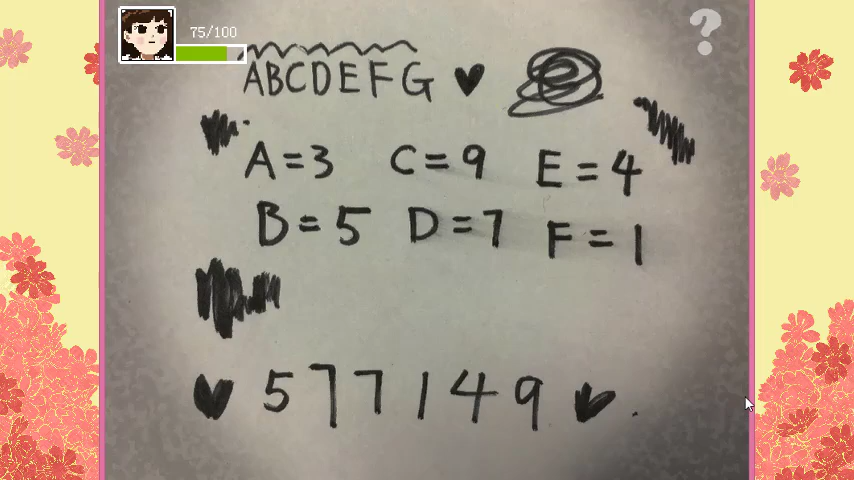 75/100
?
ABCDEFG
A=3 C=9 E=4
B=5 D=7 F=1
577149